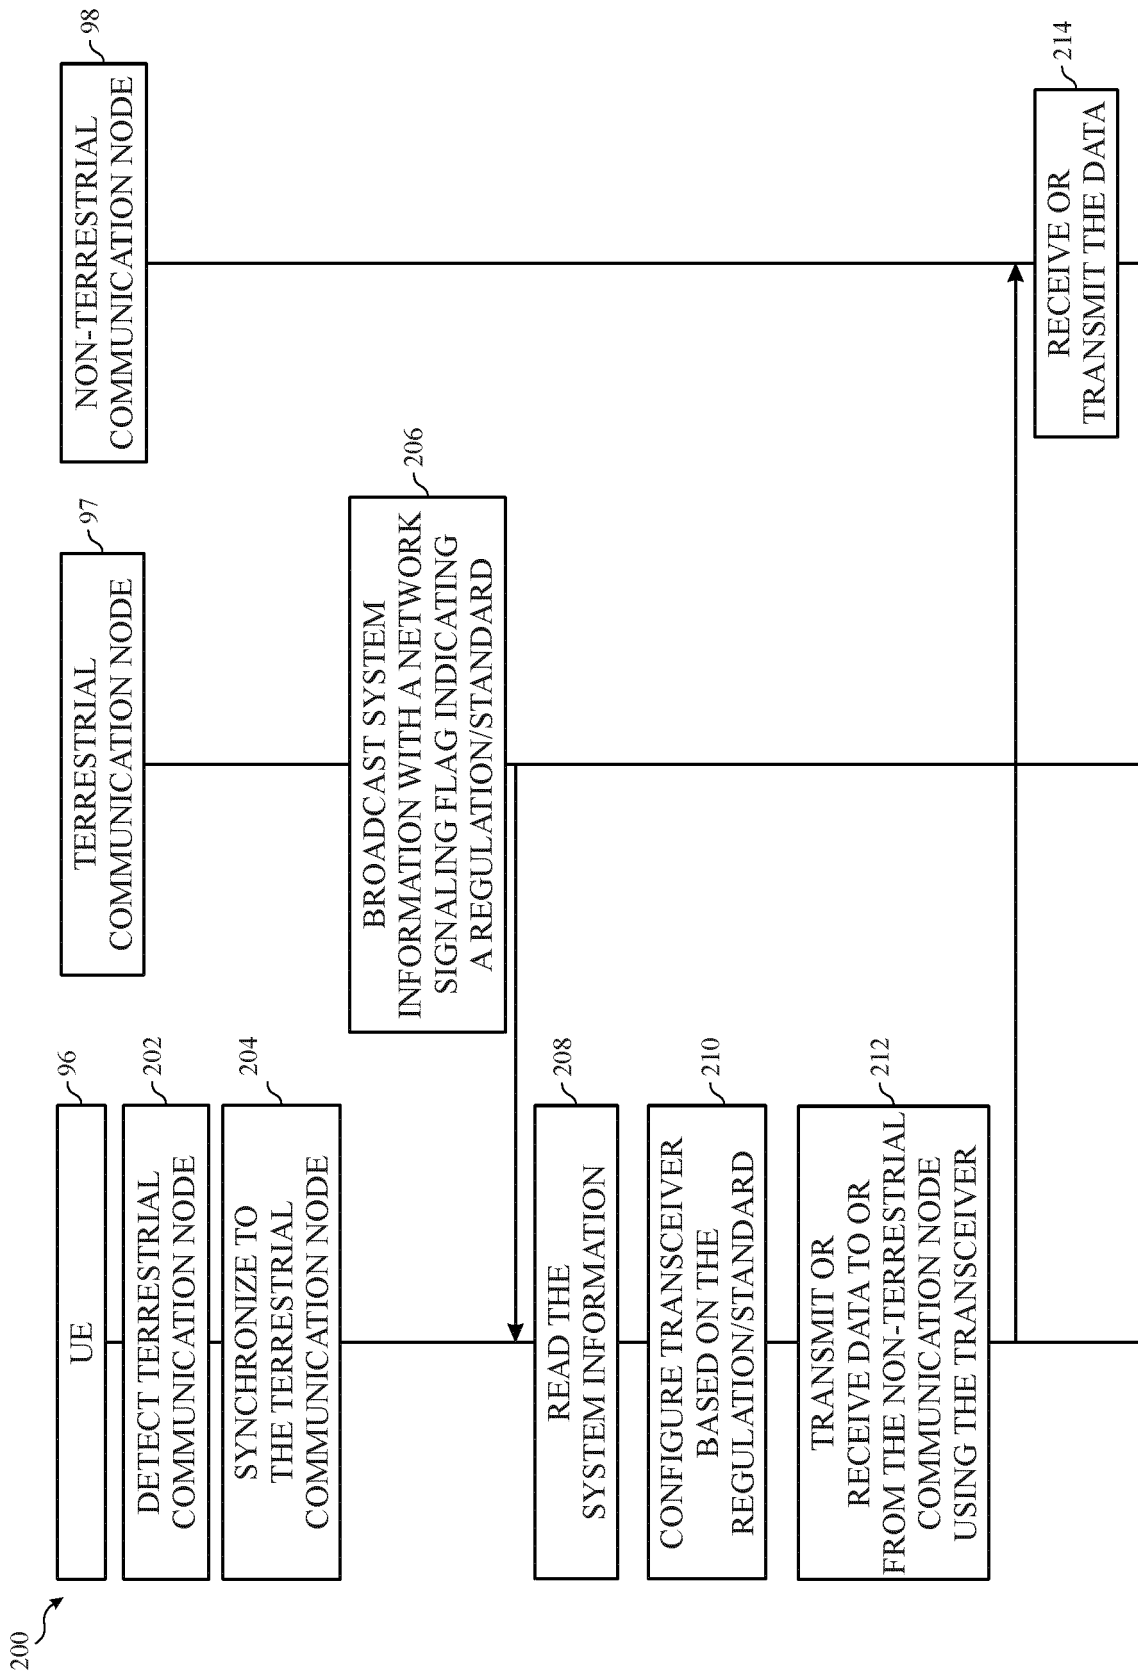 200
UE
96
TERRESTRIAL
COMMUNICATION NODE
97
NON-TERRESTRIAL
COMMUNICATION NODE
98
DETECT TERRESTRIAL
COMMUNICATION NODE
202
SYNCHRONIZE TO
THE TERRESTRIAL
COMMUNICATION NODE
204
BROADCAST SYSTEM
INFORMATION WITH A NETWORK
SIGNALING FLAG INDICATING
A REGULATION/STANDARD
206
READ THE
SYSTEM INFORMATION
208
CONFIGURE TRANSCEIVER
BASED ON THE
REGULATION/STANDARD
210
TRANSMIT OR
RECEIVE DATA TO OR
FROM THE NON-TERRESTRIAL
COMMUNICATION NODE
USING THE TRANSCEIVER
212
RECEIVE OR
TRANSMIT THE DATA
214